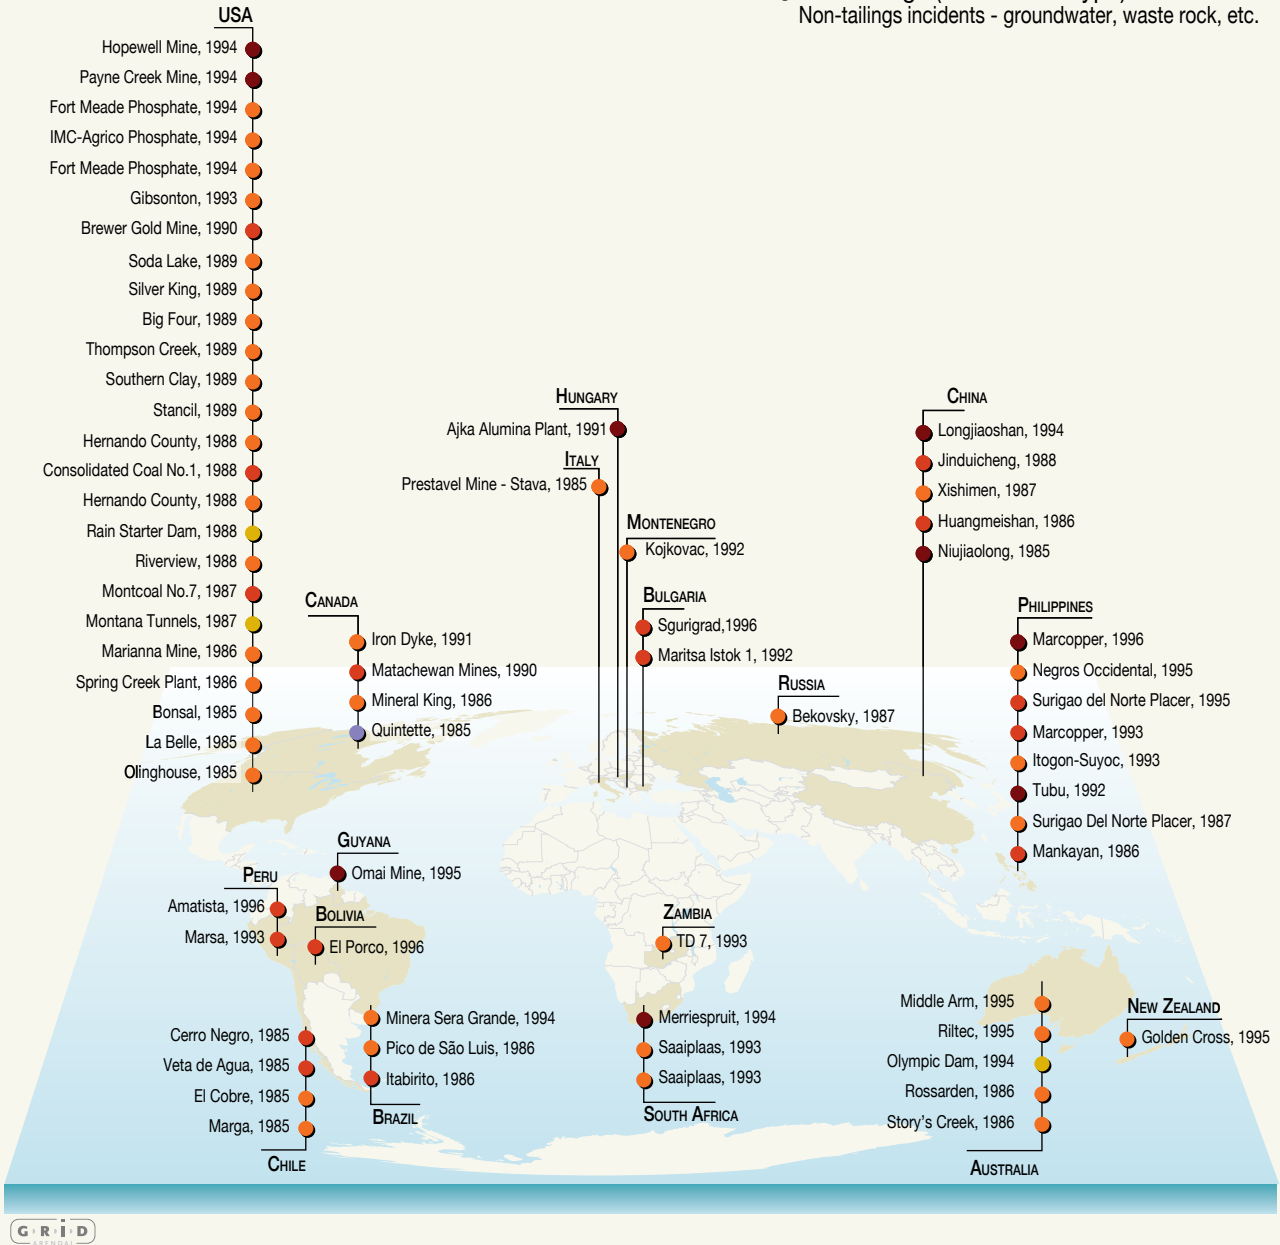 Non-tailings incidents - groundwater, waste rock, etc.
USA
Hopewell Mine, 1994
Payne Creek Mine, 1994
Fort Meade Phosphate, 1994
IMC-Agrico Phosphate, 1994
Fort Meade Phosphate, 1994
Gibsonton, 1993
Brewer Gold Mine, 1990
Soda Lake, 1989
Silver King, 1989
Big Four, 1989
Thompson Creek, 1989
Southern Clay, 1989
Stancil, 1989
Hernando County, 1988
Consolidated Coal No.1, 1988
Hernando County, 1988
Rain Starter Dam, 1988
Riverview, 1988
Montcoal No.7, 1987
Montana Tunnels, 1987
Marianna Mine, 1986
Spring Creek Plant, 1986
Bonsal, 1985
La Belle, 1985
Olinghouse, 1985
CANADA
Iron Dyke, 1991
Matachewan Mines, 1990
Mineral King, 1986
Quintette, 1985
HUNGARY
Ajka Alumina Plant, 1991
ITALY
Prestavel Mine - Stava, 1985
MONTENEGRO
Kojkovac, 1992
BULGARIA
Sgurigrad,1996
Maritsa Istok 1, 1992
RUSSIA
Bekovsky, 1987
CHINA
Longjiaoshan, 1994
Jinduicheng, 1988
Xishimen, 1987
Huangmeishan, 1986
Niujiaolong, 1985
PHILIPPINES
Marcopper, 1996
Negros Occidental, 1995
Surigao del Norte Placer, 1995
Marcopper, 1993
Itogon-Suyoc, 1993
Tubu, 1992
Surigao Del Norte Placer, 1987
Mankayan, 1986
GUYANA
Omai Mine, 1995
PERU
Amatista, 1996
Marsa, 1993
BOLIVIA
El Porco, 1996
ZAMBIA
TD 7, 1993
Cerro Negro, 1985
Veta de Agua, 1985
El Cobre, 1985
Marga, 1985
CHILE
Minera Sera Grande, 1994
Pico de São Luis, 1986
Itabirito, 1986
BRAZIL
Merriespruit, 1994
Saaiplaas, 1993
Saaiplaas, 1993
SOUTH AFRICA
Middle Arm, 1995
Riltec, 1995
Olympic Dam, 1994
Rossarden, 1986
Story's Creek, 1986
AUSTRALIA
NEW ZEALAND
Golden Cross, 1995
GRID
ARENDAL